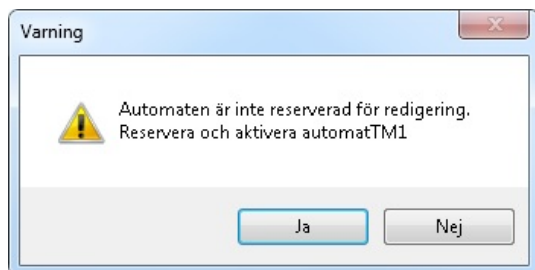 Varning
Automaten är inte reserverad för redigering.
Reservera och aktivera automatTM1
Ja
Nej